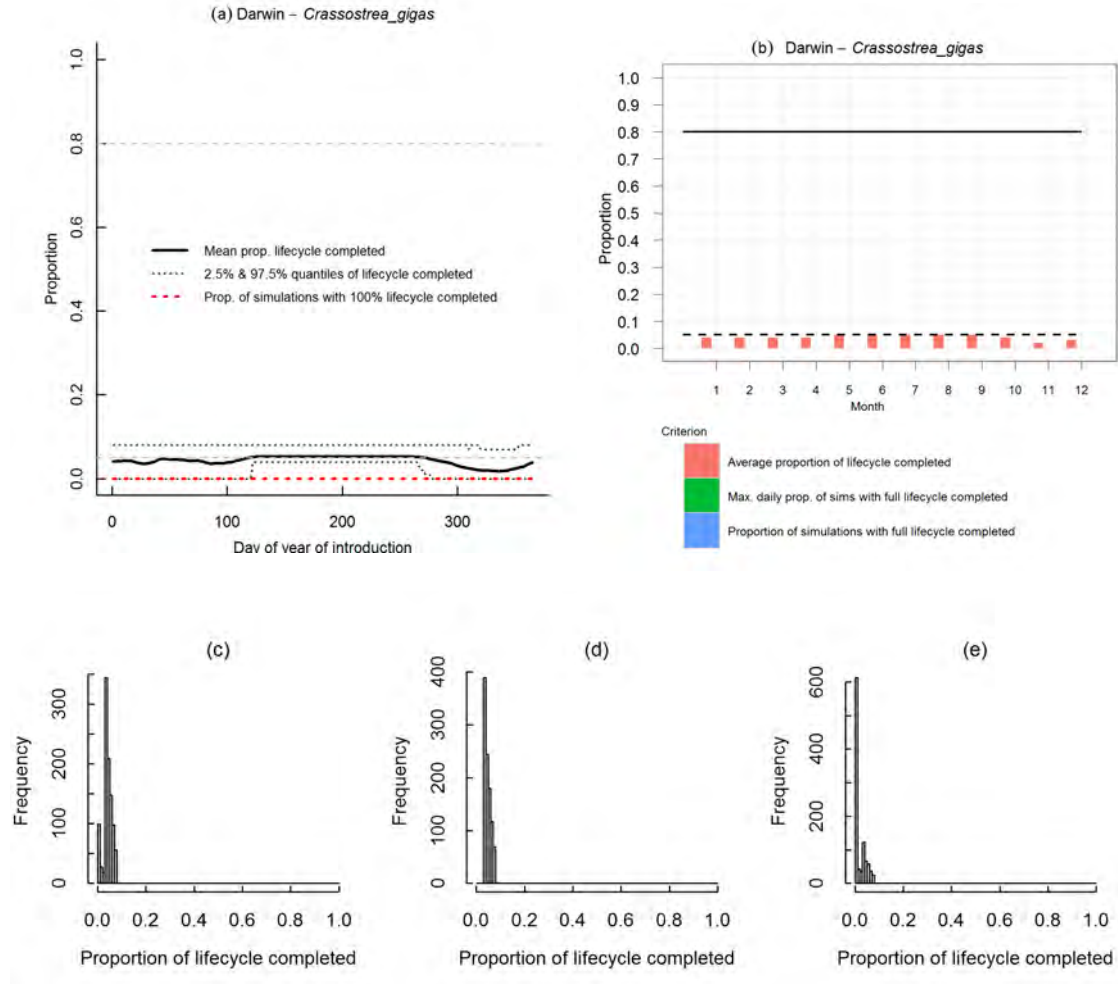 (a) Darwin – Crassostrea_gigas
1.0
0.8
0.6
0.4
0.2
0.0
Proportion
Mean prop. lifecycle completed
2.5% & 97.5% quantiles of lifecycle completed
Prop. of simulations with 100% lifecycle completed
0 100 200 300
Day of year of introduction
(b) Darwin – Crassostrea_gigas
1.0
0.9
0.8
0.7
0.6
0.5
0.4
0.3
0.2
0.1
0.0
Proportion
1 2 3 4 5 6 7 8 9 10 11 12
Month
Criterion
Average proportion of lifecycle completed
Max. daily prop. of sims with full lifecycle completed
Proportion of simulations with full lifecycle completed
(c)
300
200
100
0
Frequency
0.0 0.2 0.4 0.6 0.8 1.0
Proportion of lifecycle completed
(d)
400
300
200
100
0
Frequency
0.0 0.2 0.4 0.6 0.8 1.0
Proportion of lifecycle completed
(e)
600
400
200
0
Frequency
0.0 0.2 0.4 0.6 0.8 1.0
Proportion of lifecycle completed